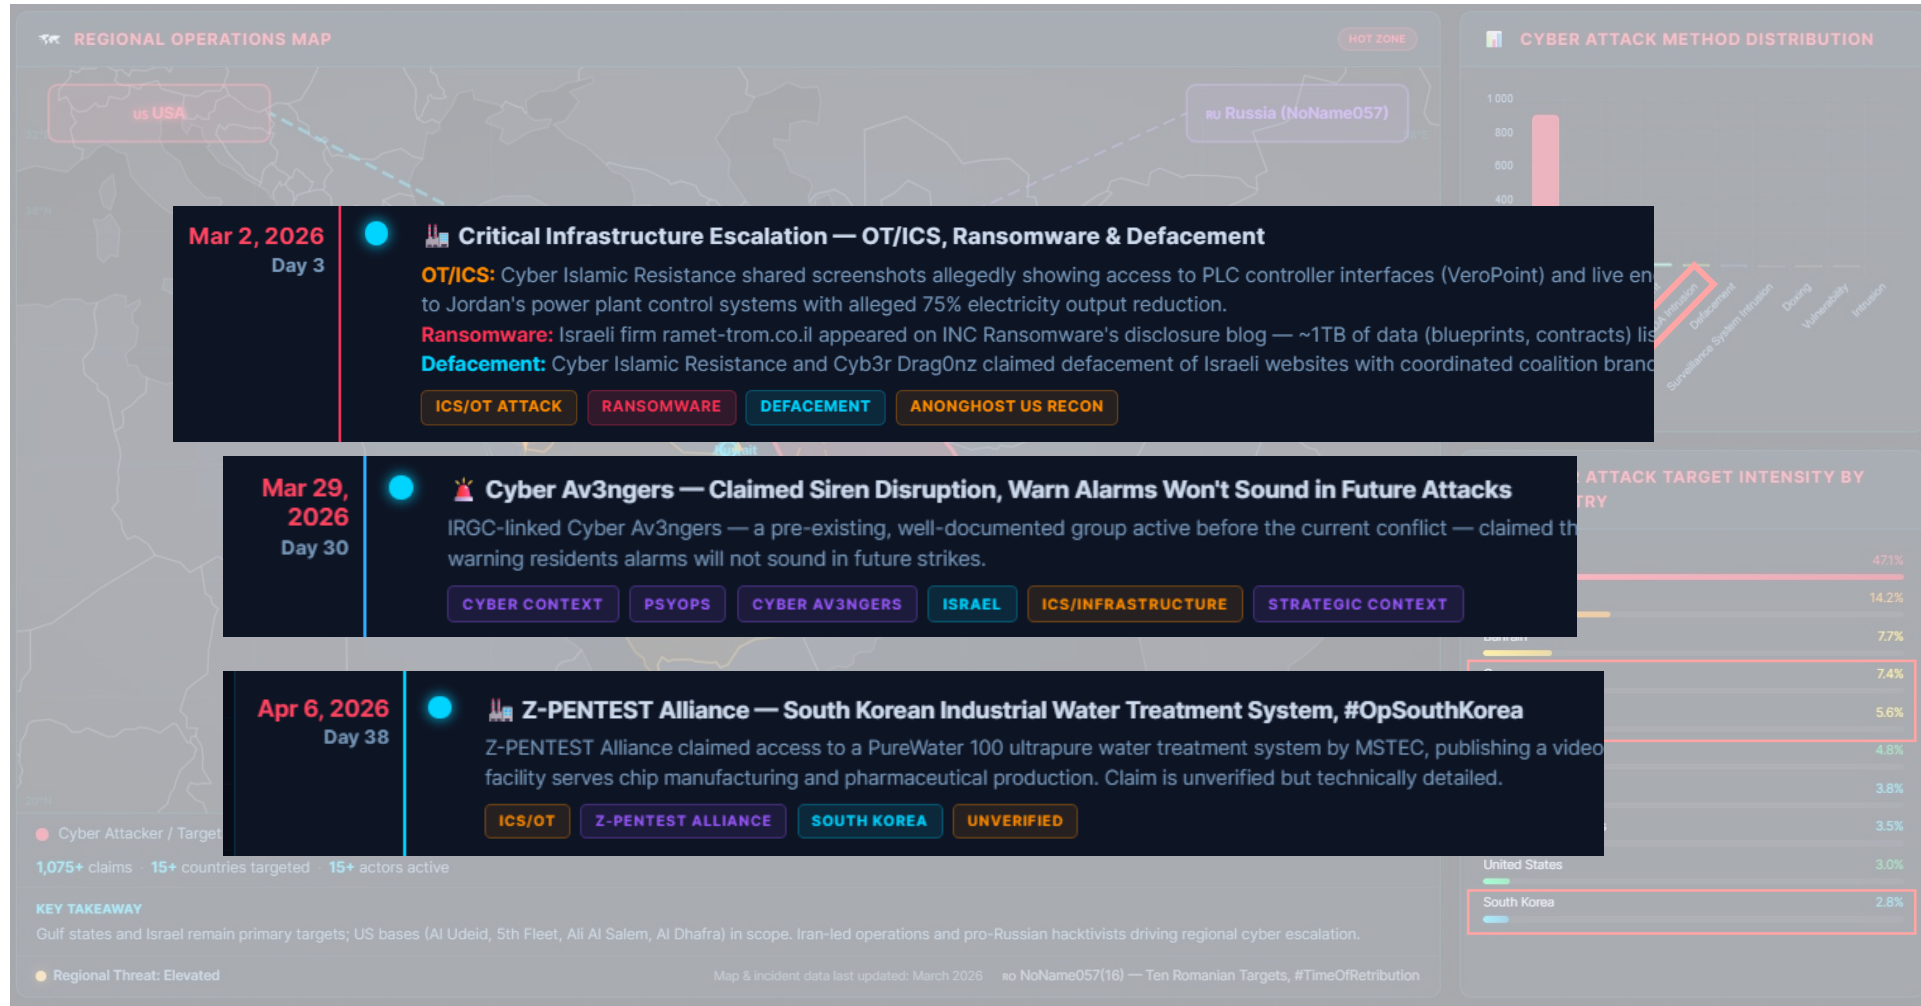 REGIONAL OPERATIONS MAP
HOT ZONE
US USA
RU Russia (NoName057)
CYBER ATTACK METHOD DISTRIBUTION
1 000
800
600
400
Mar 2, 2026
Day 3
Critical Infrastructure Escalation — OT/ICS, Ransomware & Defacement
OT/ICS: Cyber Islamic Resistance shared screenshots allegedly showing access to PLC controller interfaces (VeroPoint) and live en
to Jordan's power plant control systems with alleged 75% electricity output reduction.
Ransomware: Israeli firm ramet-trom.co.il appeared on INC Ransomware's disclosure blog — ~1TB of data (blueprints, contracts) lis
Defacement: Cyber Islamic Resistance and Cyb3r Drag0nz claimed defacement of Israeli websites with coordinated coalition brand
ICS/OT ATTACK
RANSOMWARE
DEFACEMENT
ANONGHOST US RECON
Intrusion
Defacement
Surveillance System Intrusion
Doxing
Vulnerability
Intrusion
Kuwait
Mar 29,
2026
Day 30
Cyber Av3ngers — Claimed Siren Disruption, Warn Alarms Won't Sound in Future Attacks
IRGC-linked Cyber Av3ngers — a pre-existing, well-documented group active before the current conflict — claimed th
warning residents alarms will not sound in future strikes.
CYBER CONTEXT
PSYOPS
CYBER AV3NGERS
ISRAEL
ICS/INFRASTRUCTURE
STRATEGIC CONTEXT
ATTACK TARGET INTENSITY BY
47.1%
14.2%
Bahrain
7.7%
7.4%
5.6%
4.8%
3.8%
3.5%
United States
3.0%
South Korea
2.8%
Apr 6, 2026
Day 38
Z-PENTEST Alliance — South Korean Industrial Water Treatment System, #OpSouthKorea
Z-PENTEST Alliance claimed access to a PureWater 100 ultrapure water treatment system by MSTEC, publishing a video
facility serves chip manufacturing and pharmaceutical production. Claim is unverified but technically detailed.
ICS/OT
Z-PENTEST ALLIANCE
SOUTH KOREA
UNVERIFIED
Cyber Attacker / Target
1,075+ claims · 15+ countries targeted · 15+ actors active
KEY TAKEAWAY
Gulf states and Israel remain primary targets; US bases (Al Udeid, 5th Fleet, Ali Al Salem, Al Dhafra) in scope. Iran-led operations and pro-Russian hacktivists driving regional cyber escalation.
Regional Threat: Elevated
Map & incident data last updated: March 2026
RO NoName057(16) — Ten Romanian Targets, #TimeOfRetribution